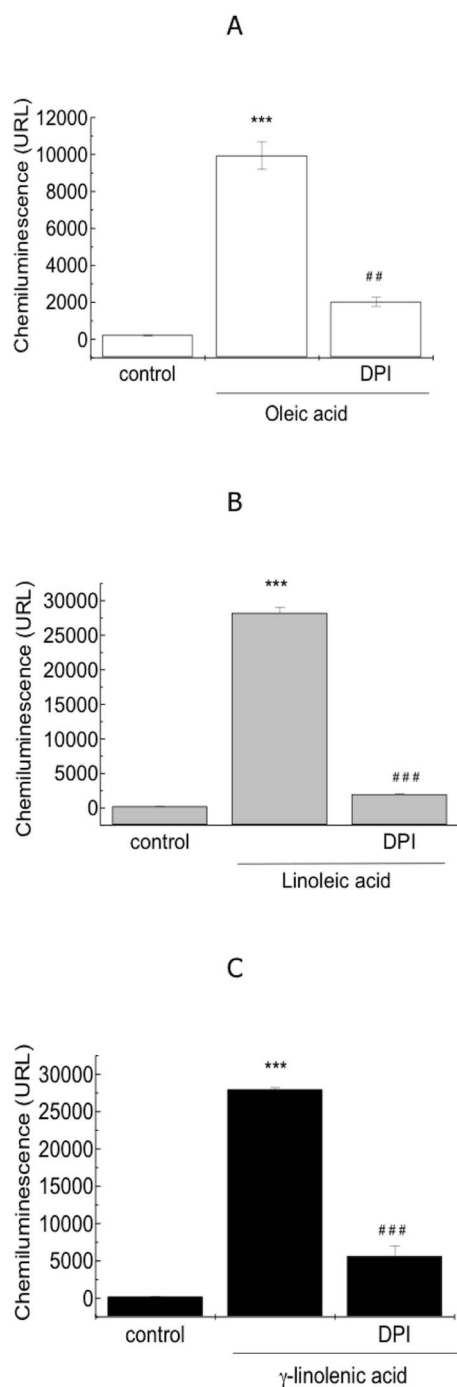 A
Chemiluminescence (URL)
12000
10000
8000
6000
4000
2000
0
***
##
control
DPI
Oleic acid
B
Chemiluminescence (URL)
30000
25000
20000
15000
10000
5000
0
***
###
control
DPI
Linoleic acid
C
Chemiluminescence (URL)
30000
25000
20000
15000
10000
5000
0
***
###
control
DPI
γ-linolenic acid